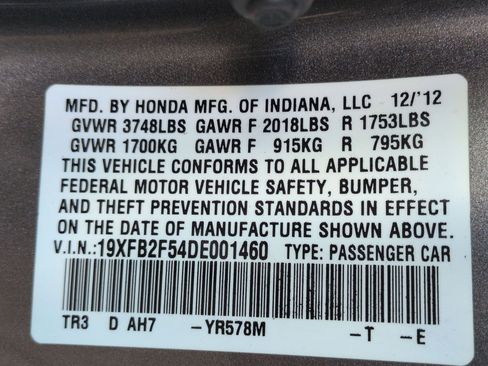 MFD. BY HONDA MFG. OF INDIANA, LLC 12/'12
GVWR 3748LBS GAWR F 2018LBS R 1753LBS
GVWR 1700KG GAWR F 915KG R 795KG
THIS VEHICLE CONFORMS TO ALL APPLICABLE
FEDERAL MOTOR VEHICLE SAFETY, BUMPER,
AND THEFT PREVENTION STANDARDS IN EFFECT
ON THE DATE OF MANUFACTURE SHOWN ABOVE.
V.I.N.:19XFB2F54DE001460 TYPE: PASSENGER CAR
TR3 D AH7 –YR578M –T –E